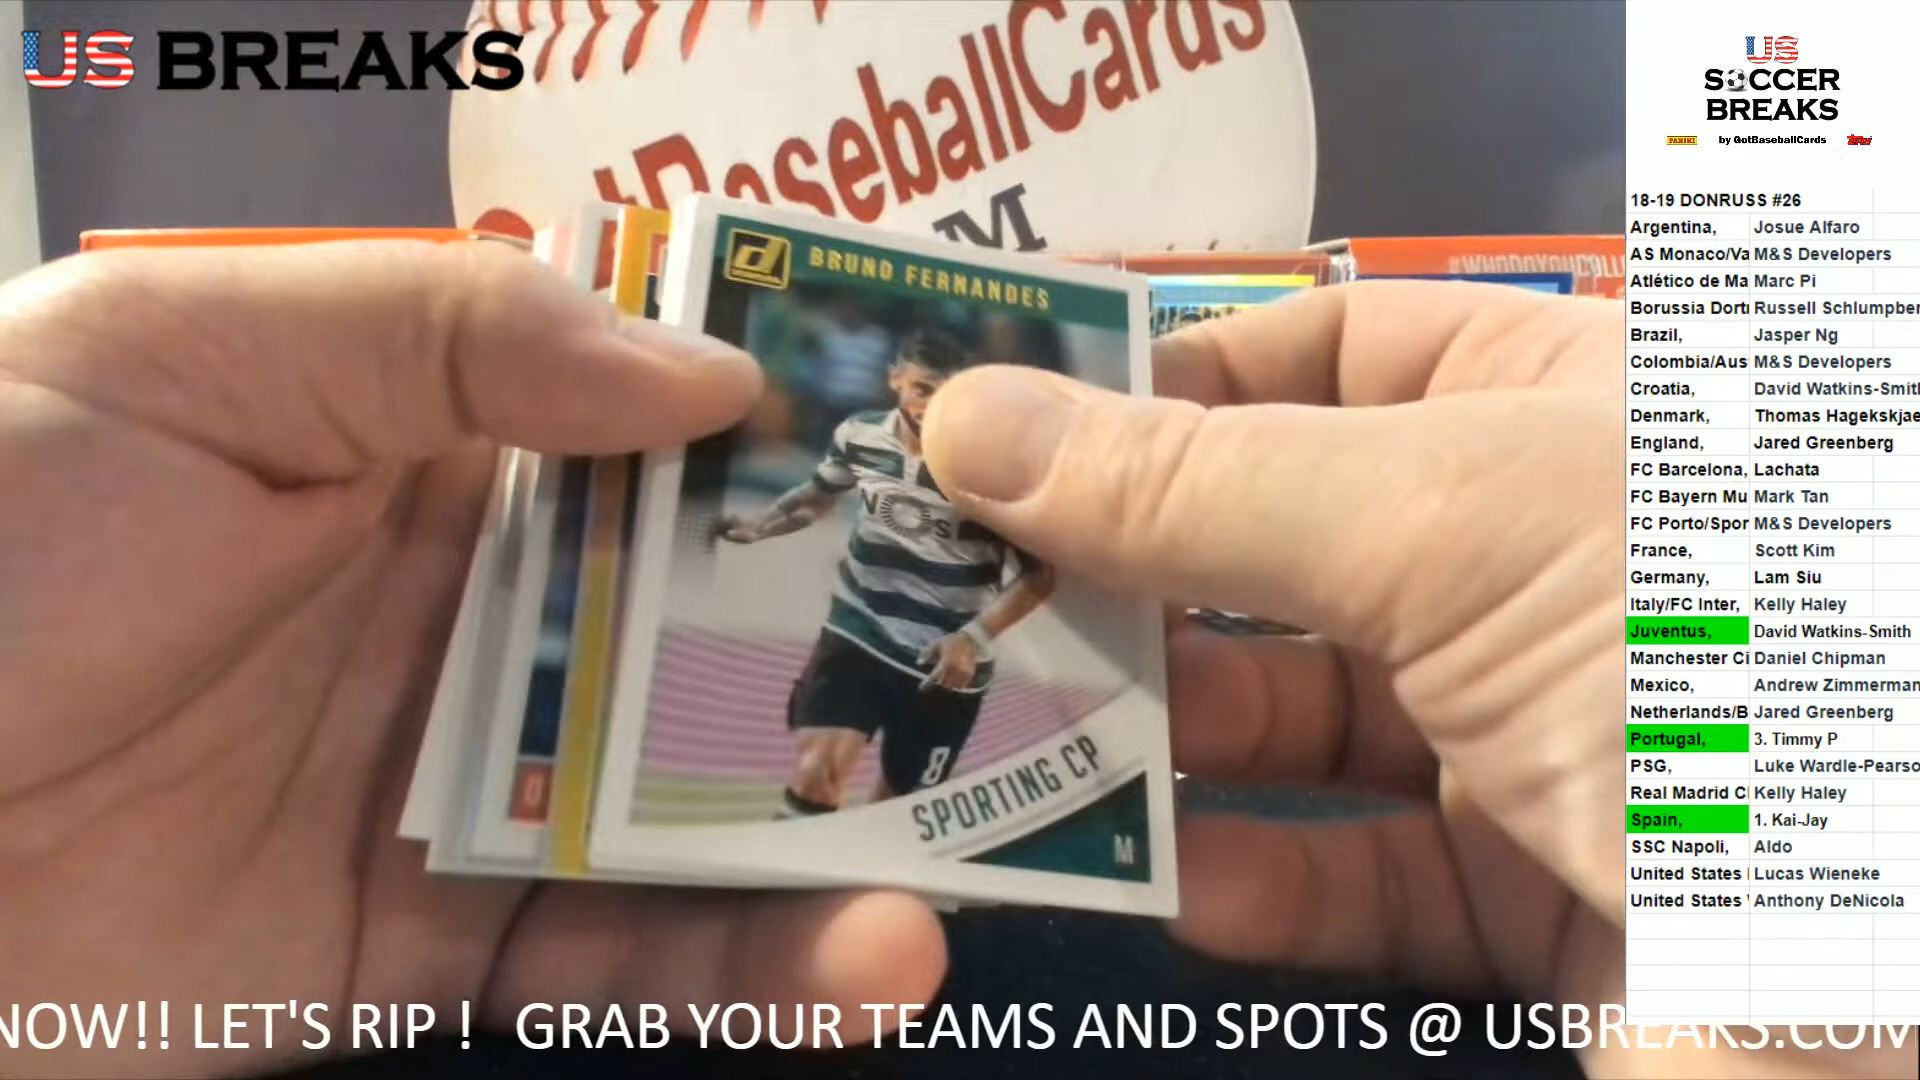 US BREAKS
BaseballCards
M
BRUNO FERNANDES
NOS
8
SPORTING CP
M
US
SOCCER
BREAKS
PANINI by GotBaseballCards Topps
18-19 DONRUSS #26
Argentina, Josue Alfaro
AS Monaco/Va M&S Developers
Atlético de Ma Marc Pi
Borussia Dortr Russell Schlumpber
Brazil, Jasper Ng
Colombia/Aus M&S Developers
Croatia, David Watkins-Smith
Denmark, Thomas Hagekskjae
England, Jared Greenberg
FC Barcelona, Lachata
FC Bayern Mu Mark Tan
FC Porto/Spor M&S Developers
France, Scott Kim
Germany, Lam Siu
Italy/FC Inter, Kelly Haley
Juventus, David Watkins-Smith
Manchester Ci Daniel Chipman
Mexico, Andrew Zimmerman
Netherlands/B Jared Greenberg
Portugal, 3. Timmy P
PSG, Luke Wardle-Pearso
Real Madrid C Kelly Haley
Spain, 1. Kai-Jay
SSC Napoli, Aldo
United States Lucas Wieneke
United States Anthony DeNicola
NOW!! LET'S RIP ! GRAB YOUR TEAMS AND SPOTS @ USBREAKS.COM